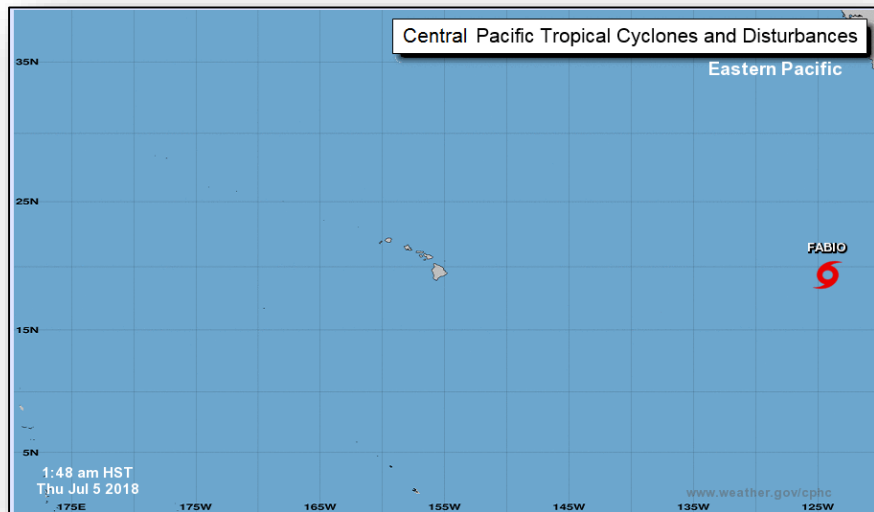 Central Pacific Tropical Cyclones and Disturbances
35N
Eastern Pacific
25N
FABIO
15N
5N
1:48 am HST
Thu Jul 5 2018
www.weather.gov/cphc
175E 175W 165W 155W 145W 135W 125W